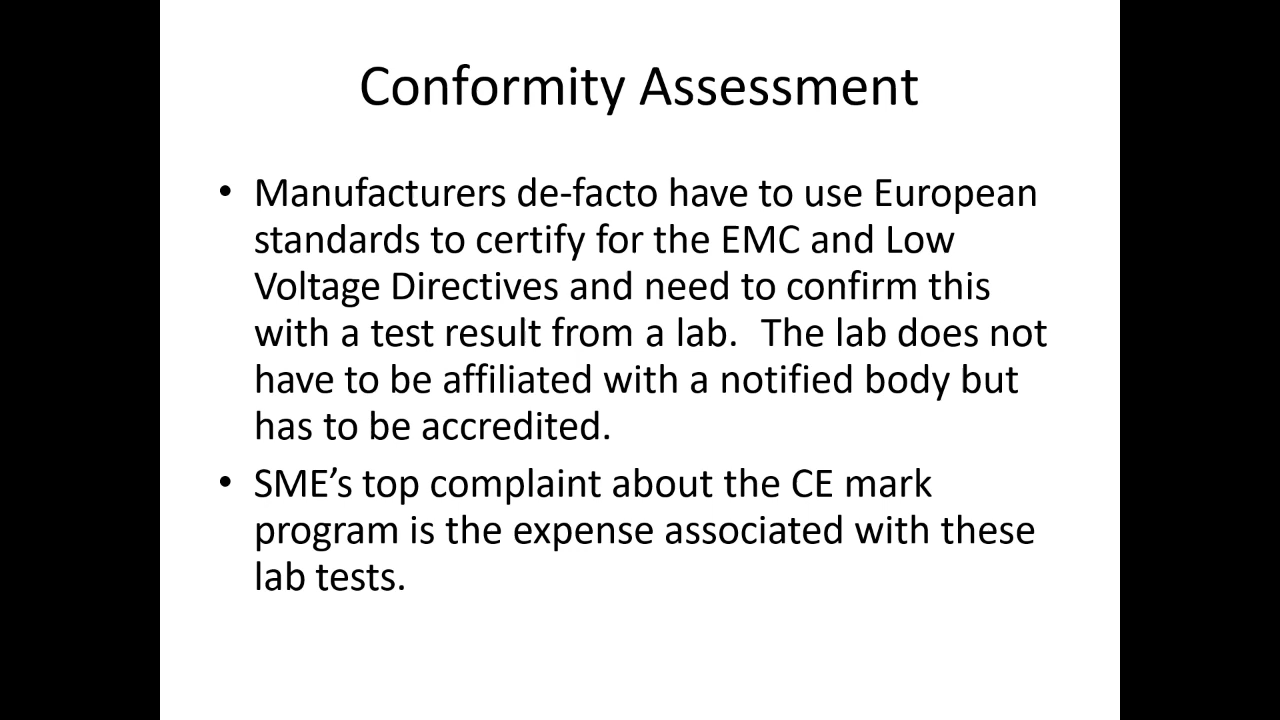 Conformity Assessment
• Manufacturers de-facto have to use European
standards to certify for the EMC and Low
Voltage Directives and need to confirm this
with a test result from a lab.  The lab does not
have to be affiliated with a notified body but
has to be accredited.
• SME’s top complaint about the CE mark
program is the expense associated with these
lab tests.